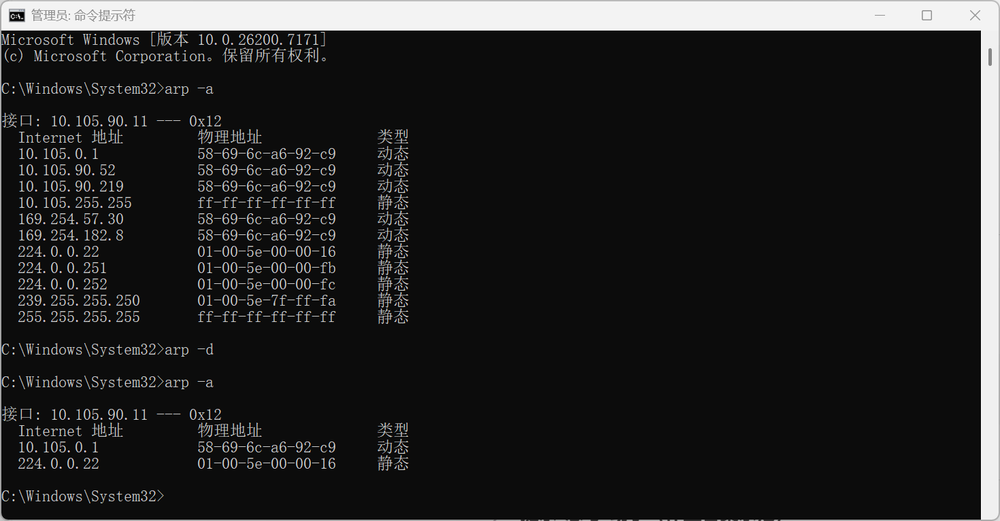 管理员: 命令提示符
Microsoft Windows [版本 10.0.26200.7171]
(c) Microsoft Corporation。保留所有权利。
C:\Windows\System32>arp -a
接口: 10.105.90.11 --- 0x12
Internet 地址 物理地址 类型
10.105.0.1 58-69-6c-a6-92-c9 动态
10.105.90.52 58-69-6c-a6-92-c9 动态
10.105.90.219 58-69-6c-a6-92-c9 动态
10.105.255.255 ff-ff-ff-ff-ff-ff 静态
169.254.57.30 58-69-6c-a6-92-c9 动态
169.254.182.8 58-69-6c-a6-92-c9 动态
224.0.0.22 01-00-5e-00-00-16 静态
224.0.0.251 01-00-5e-00-00-fb 静态
224.0.0.252 01-00-5e-00-00-fc 静态
239.255.255.250 01-00-5e-7f-ff-fa 静态
255.255.255.255 ff-ff-ff-ff-ff-ff 静态
C:\Windows\System32>arp -d
C:\Windows\System32>arp -a
接口: 10.105.90.11 --- 0x12
Internet 地址 物理地址 类型
10.105.0.1 58-69-6c-a6-92-c9 动态
224.0.0.22 01-00-5e-00-00-16 静态
C:\Windows\System32>